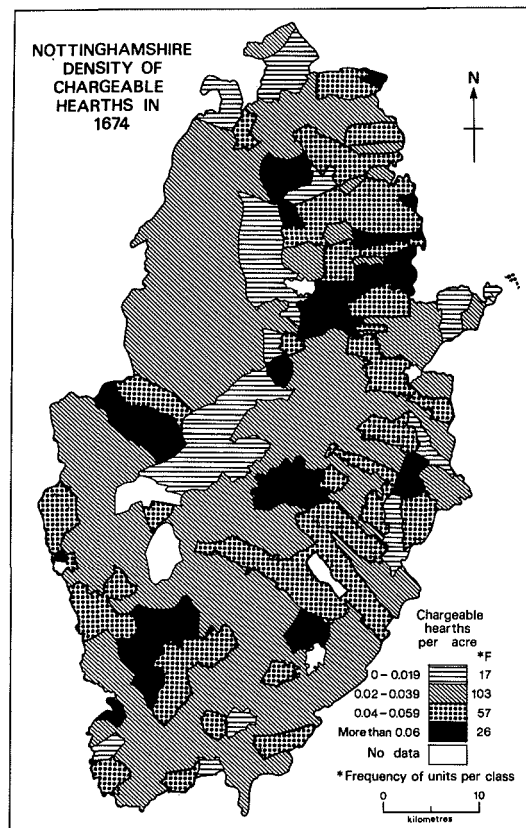 NOTTINGHAMSHIRE
DENSITY OF
CHARGEABLE
HEARTHS IN
1674
N
Chargeable
hearths
per acre
*F
0-0.019 17
0.02-0.039 103
0.04-0.059 57
More than 0.06 26
No data
*Frequency of units per class
0 10
kilometres